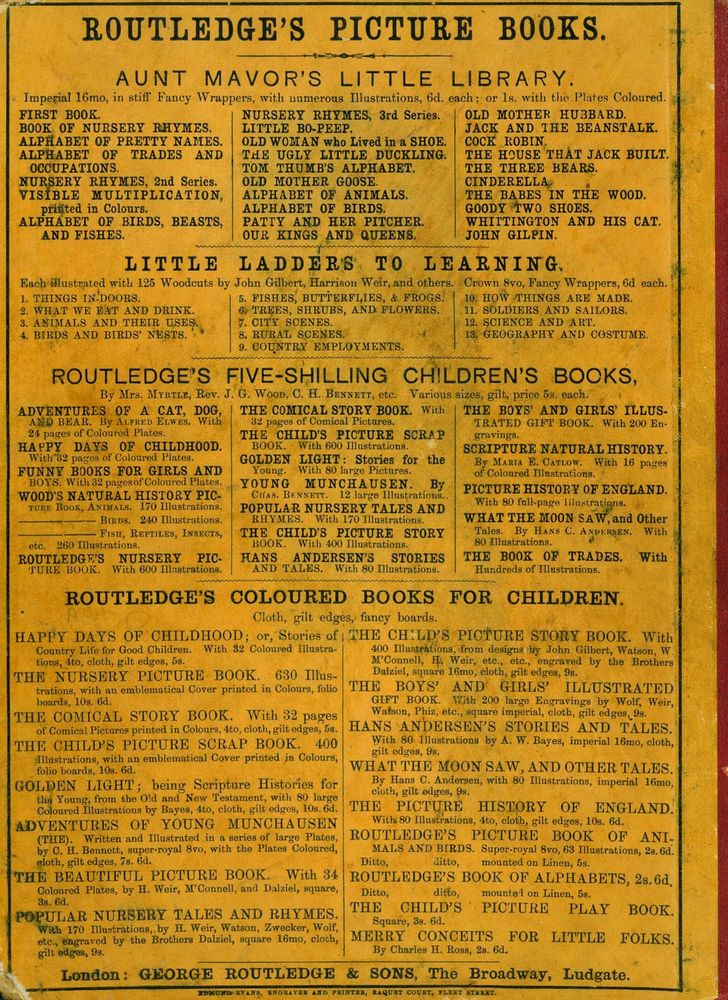 ROUTLEDGE'S PICTURE BOOKS.
AUNT MAVOR'S LITTLE LIBRARY.
Imperial 16mo, in stiff Fancy Wrappers, with numerous Illustrations, 6d. each; or 1s. with the Plates Coloured.
FIRST BOOK.
BOOK OF NURSERY RHYMES.
ALPHABET OF PRETTY NAMES.
ALPHABET OF TRADES AND
OCCUPATIONS.
NURSERY RHYMES, 2nd Series.
VISIBLE MULTIPLICATION,
printed in Colours.
ALPHABET OF BIRDS, BEASTS,
AND FISHES.
NURSERY RHYMES, 3rd Series.
LITTLE BO-PEEP.
OLD WOMAN who Lived in a SHOE.
THE UGLY LITTLE DUCKLING.
TOM THUMB'S ALPHABET.
OLD MOTHER GOOSE.
ALPHABET OF ANIMALS.
ALPHABET OF BIRDS.
PATTY AND HER PITCHER.
OUR KINGS AND QUEENS.
OLD MOTHER HUBBARD.
JACK AND THE BEANSTALK.
COCK ROBIN.
THE HOUSE THAT JACK BUILT.
THE THREE BEARS.
CINDERELLA.
THE BABES IN THE WOOD.
GOODY TWO SHOES.
WHITTINGTON AND HIS CAT.
JOHN GILPIN.
LITTLE LADDERS TO LEARNING.
Each illustrated with 125 Woodcuts by John Gilbert, Harrison Weir, and others. Crown 8vo, Fancy Wrappers, 6d each.
1. THINGS IN-DOORS.
2. WHAT WE EAT AND DRINK.
3. ANIMALS AND THEIR USES.
4. BIRDS AND BIRDS' NESTS.
5. FISHES, BUTTERFLIES, & FROGS.
6. TREES, SHRUBS, AND FLOWERS.
7. CITY SCENES.
8. RURAL SCENES.
9. COUNTRY EMPLOYMENTS.
10. HOW THINGS ARE MADE.
11. SOLDIERS AND SAILORS.
12. SCIENCE AND ART.
13. GEOGRAPHY AND COSTUME.
ROUTLEDGE'S FIVE-SHILLING CHILDREN'S BOOKS,
By Mrs. MYRTLE, Rev. J. G. WOOD, C. H. BENNETT, etc. Various sizes, gilt, price 5s. each.
ADVENTURES OF A CAT, DOG,
AND BEAR. By ALFRED ELWES. With
24 pages of Coloured Plates.
HAPPY DAYS OF CHILDHOOD.
With 32 pages of Coloured Plates.
FUNNY BOOKS FOR GIRLS AND
BOYS. With 32 pages of Coloured Plates.
WOOD'S NATURAL HISTORY PIC-
TURE BOOK, ANIMALS. 170 Illustrations.
BIRDS. 240 Illustrations.
FISH, REPTILES, INSECTS,
etc. 260 Illustrations.
ROUTLEDGE'S NURSERY PIC-
TURE BOOK. With 600 Illustrations.
THE COMICAL STORY BOOK. With
32 pages of Comical Pictures.
THE CHILD'S PICTURE SCRAP
BOOK. With 600 Illustrations.
GOLDEN LIGHT: Stories for the
Young. With 80 large Pictures.
YOUNG MUNCHAUSEN. By
CHAS. BENNETT. 12 large Illustrations.
POPULAR NURSERY TALES AND
RHYMES. With 170 Illustrations.
THE CHILD'S PICTURE STORY
BOOK. With 400 Illustrations.
HANS ANDERSEN'S STORIES
AND TALES. With 80 Illustrations.
THE BOYS' AND GIRLS' ILLUS-
TRATED GIFT BOOK. With 200 En-
gravings.
SCRIPTURE NATURAL HISTORY.
By MARIA E. CATLOW. With 16 pages
of Coloured Illustrations.
PICTURE HISTORY OF ENGLAND.
With 80 full-page Illustrations.
WHAT THE MOON SAW, and Other
Tales. By HANS C. ANDERSEN. With
80 Illustrations.
THE BOOK OF TRADES. With
Hundreds of Illustrations.
ROUTLEDGE'S COLOURED BOOKS FOR CHILDREN.
Cloth, gilt edges, fancy boards.
HAPPY DAYS OF CHILDHOOD; or, Stories of
Country Life for Good Children. With 32 Coloured Illustra-
tions, 4to, cloth, gilt edges, 5s.
THE NURSERY PICTURE BOOK. 630 Illus-
trations, with an emblematical Cover printed in Colours, folio
boards, 10s. 6d.
THE COMICAL STORY BOOK. With 32 pages
of Comical Pictures printed in Colours, 4to, cloth, gilt edges, 5s.
THE CHILD'S PICTURE SCRAP BOOK. 400
Illustrations, with an emblematical Cover printed in Colours,
folio boards, 10s. 6d.
GOLDEN LIGHT; being Scripture Histories for
the Young, from the Old and New Testament, with 80 large
Coloured Illustrations by Bayes, 4to, cloth, gilt edges, 10s. 6d.
ADVENTURES OF YOUNG MUNCHAUSEN
(THE). Written and Illustrated in a series of large Plates,
by C. H. Bennett, super-royal 8vo, with the Plates Coloured,
cloth, gilt edges, 7s. 6d.
THE BEAUTIFUL PICTURE BOOK. With 34
Coloured Plates, by H. Weir, M'Connell, and Dalziel, square,
3s. 6d.
POPULAR NURSERY TALES AND RHYMES.
With 170 Illustrations, by H. Weir, Watson, Zwecker, Wolf,
etc., engraved by the Brothers Dalziel, square 16mo, cloth,
gilt edges, 9s.
THE CHILD'S PICTURE STORY BOOK. With
400 Illustrations, from designs by John Gilbert, Watson, W.
M'Connell, H. Weir, etc., etc., engraved by the Brothers
Dalziel, square 16mo, cloth, gilt edges, 9s.
THE BOYS' AND GIRLS' ILLUSTRATED
GIFT BOOK. With 200 large Engravings by Wolf, Weir,
Watson, Phiz, etc., square imperial, cloth, gilt edges, 9s.
HANS ANDERSEN'S STORIES AND TALES.
With 80 Illustrations by A. W. Bayes, imperial 16mo, cloth,
gilt edges, 9s.
WHAT THE MOON SAW, AND OTHER TALES.
By Hans C. Andersen, with 80 Illustrations, imperial 16mo,
cloth, gilt edges, 9s.
THE PICTURE HISTORY OF ENGLAND.
With 80 Illustrations, 4to, cloth, gilt edges, 10s. 6d.
ROUTLEDGE'S PICTURE BOOK OF ANI-
MALS AND BIRDS. Super-royal 8vo, 63 Illustrations, 2s. 6d.
Ditto, ditto, mounted on Linen, 5s.
ROUTLEDGE'S BOOK OF ALPHABETS, 2s. 6d.
Ditto, ditto, mounted on Linen, 5s.
THE CHILD'S PICTURE PLAY BOOK.
Square, 3s. 6d.
MERRY CONCEITS FOR LITTLE FOLKS.
By Charles H. Ross, 2s. 6d.
London: GEORGE ROUTLEDGE & SONS, The Broadway, Ludgate.
EDMUND EVANS, ENGRAVER AND PRINTER, RAQUET COURT, FLEET STREET.